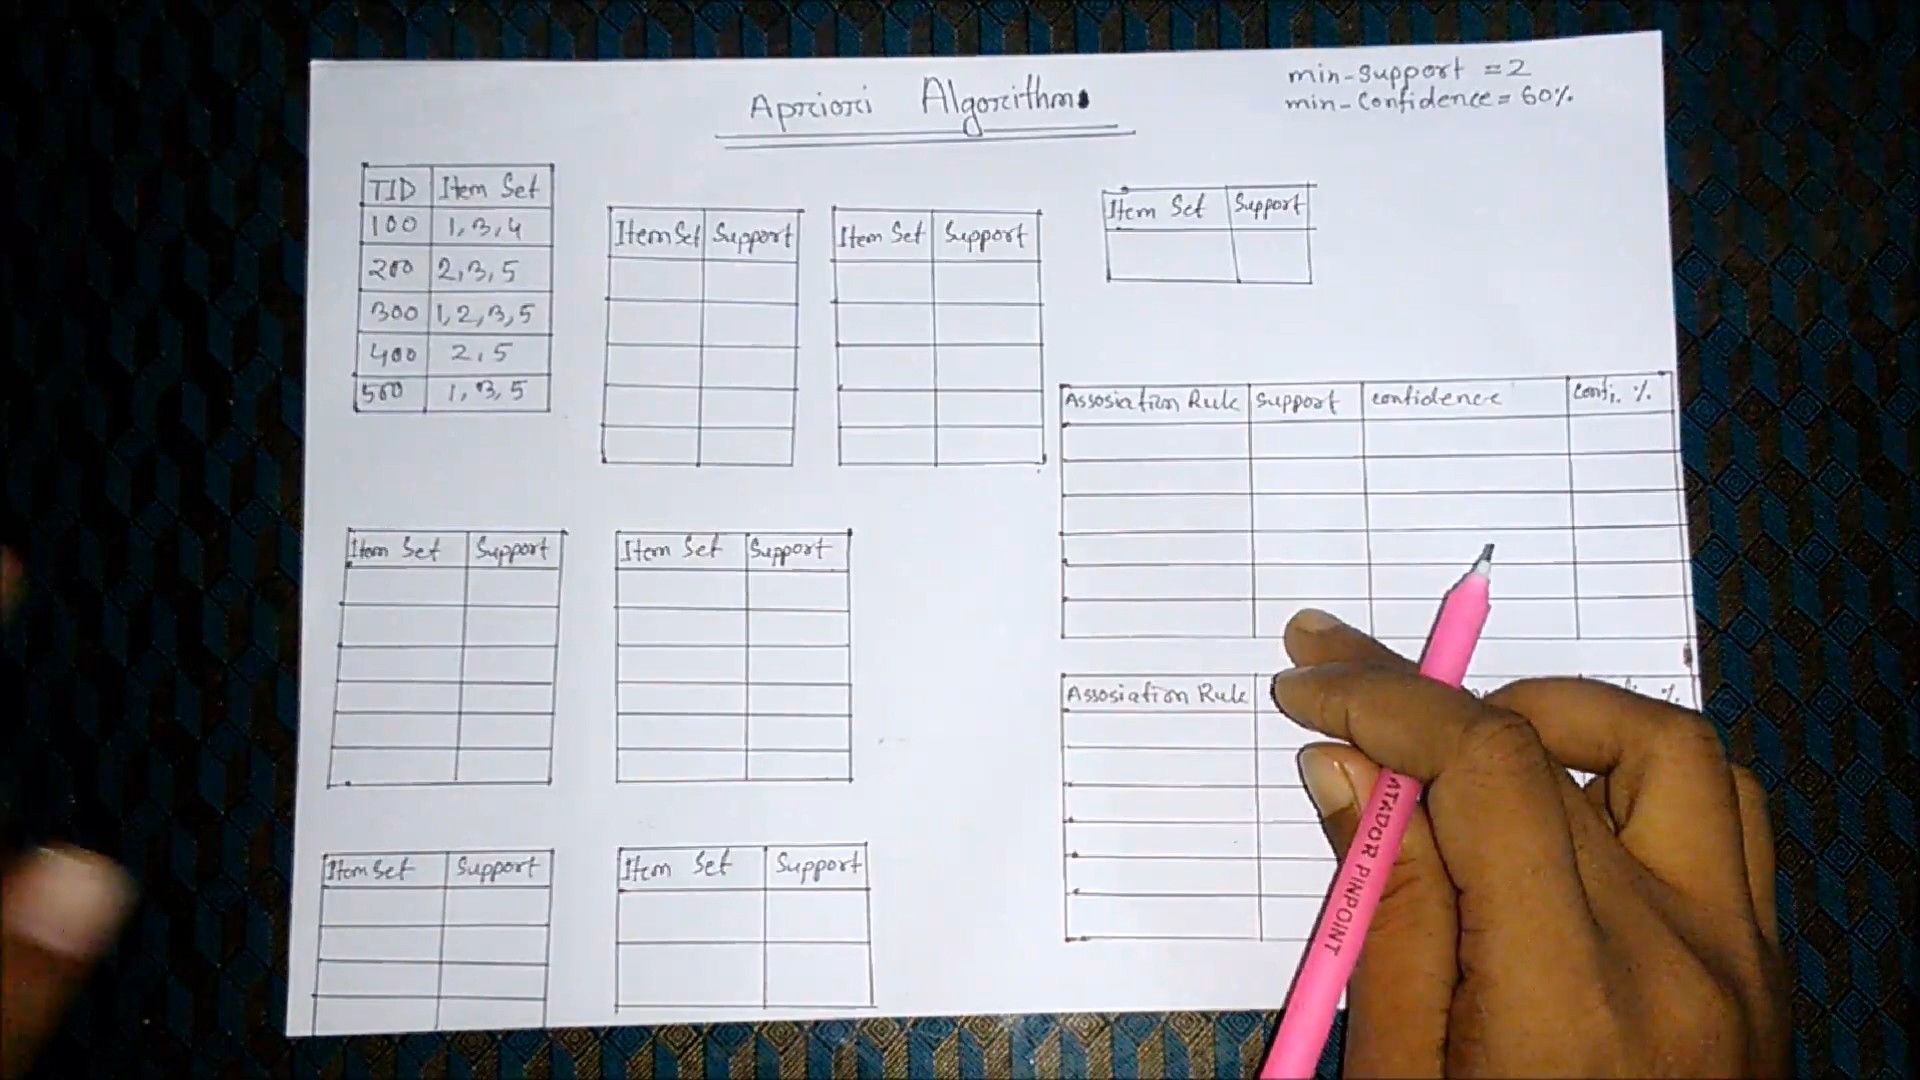 Apriori Algorithm
min-support = 2
min-Confidence = 60%
TID Item Set
100 1,3,4
200 2,3,5
300 1,2,3,5
400 2,5
500 1,3,5
Item Set Support
Item Set Support
Item Set Support
Assosiation Rule Support confidence Confi. %
Item Set Support
Item Set Support
Assosiation Rule %
Item Set Support
Item Set Support
MATADOR PINPOINT